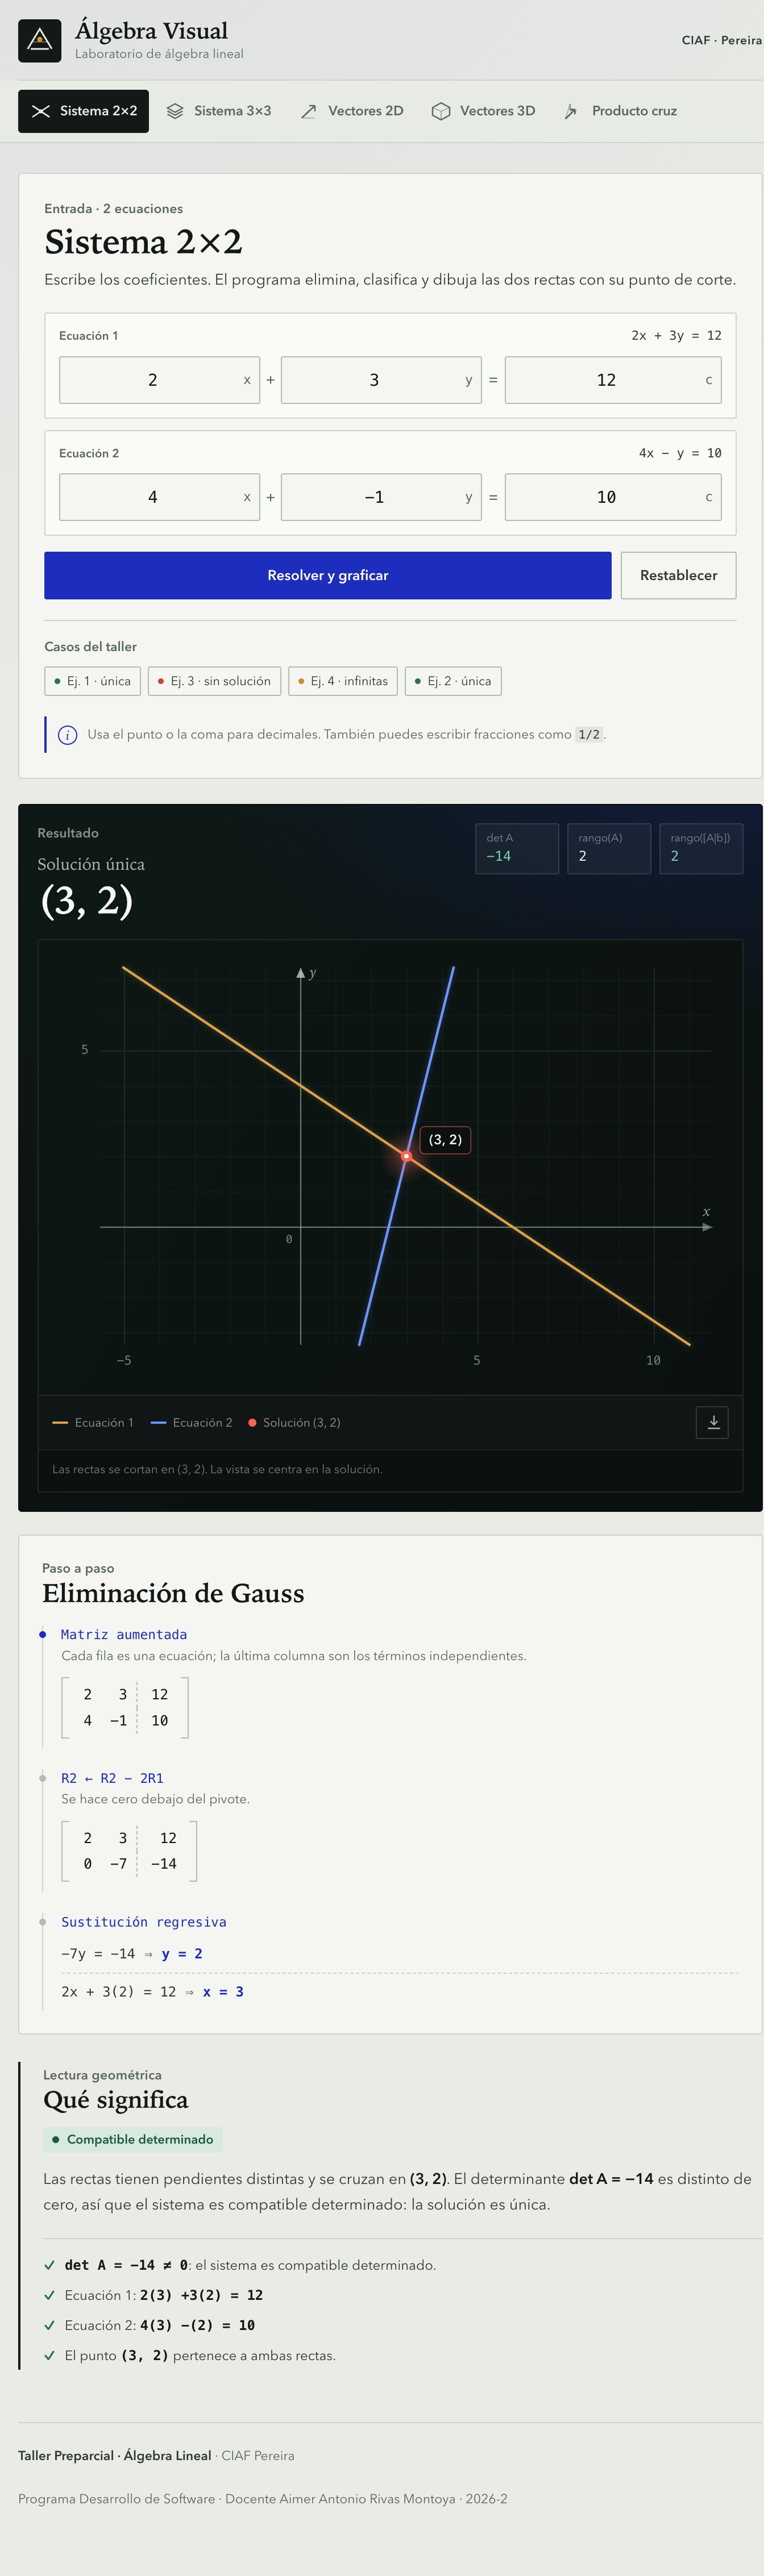 Álgebra Visual
Laboratorio de álgebra lineal
CIAF · Pereira
Sistema 2×2
Sistema 3×3
Vectores 2D
Vectores 3D
Producto cruz
Entrada · 2 ecuaciones
Sistema 2×2
Escribe los coeficientes. El programa elimina, clasifica y dibuja las dos rectas con su punto de corte.
Ecuación 1
2x + 3y = 12
2 x + 3 y = 12 c
Ecuación 2
4x − y = 10
4 x + −1 y = 10 c
Resolver y graficar
Restablecer
Casos del taller
Ej. 1 · única
Ej. 3 · sin solución
Ej. 4 · infinitas
Ej. 2 · única
i Usa el punto o la coma para decimales. También puedes escribir fracciones como 1/2.
Resultado
Solución única
(3, 2)
det A
−14
rango(A)
2
rango([A|b])
2
y
5
(3, 2)
x
0
−5 5 10
Ecuación 1
Ecuación 2
Solución (3, 2)
Las rectas se cortan en (3, 2). La vista se centra en la solución.
Paso a paso
Eliminación de Gauss
Matriz aumentada
Cada fila es una ecuación; la última columna son los términos independientes.
2 3 12
4 −1 10
R2 ← R2 − 2R1
Se hace cero debajo del pivote.
2 3 12
0 −7 −14
Sustitución regresiva
−7y = −14 ⇒ y = 2
2x + 3(2) = 12 ⇒ x = 3
Lectura geométrica
Qué significa
Compatible determinado
Las rectas tienen pendientes distintas y se cruzan en (3, 2). El determinante det A = −14 es distinto de
cero, así que el sistema es compatible determinado: la solución es única.
det A = −14 ≠ 0: el sistema es compatible determinado.
Ecuación 1: 2(3) +3(2) = 12
Ecuación 2: 4(3) −(2) = 10
El punto (3, 2) pertenece a ambas rectas.
Taller Preparcial · Álgebra Lineal · CIAF Pereira
Programa Desarrollo de Software · Docente Aimer Antonio Rivas Montoya · 2026-2